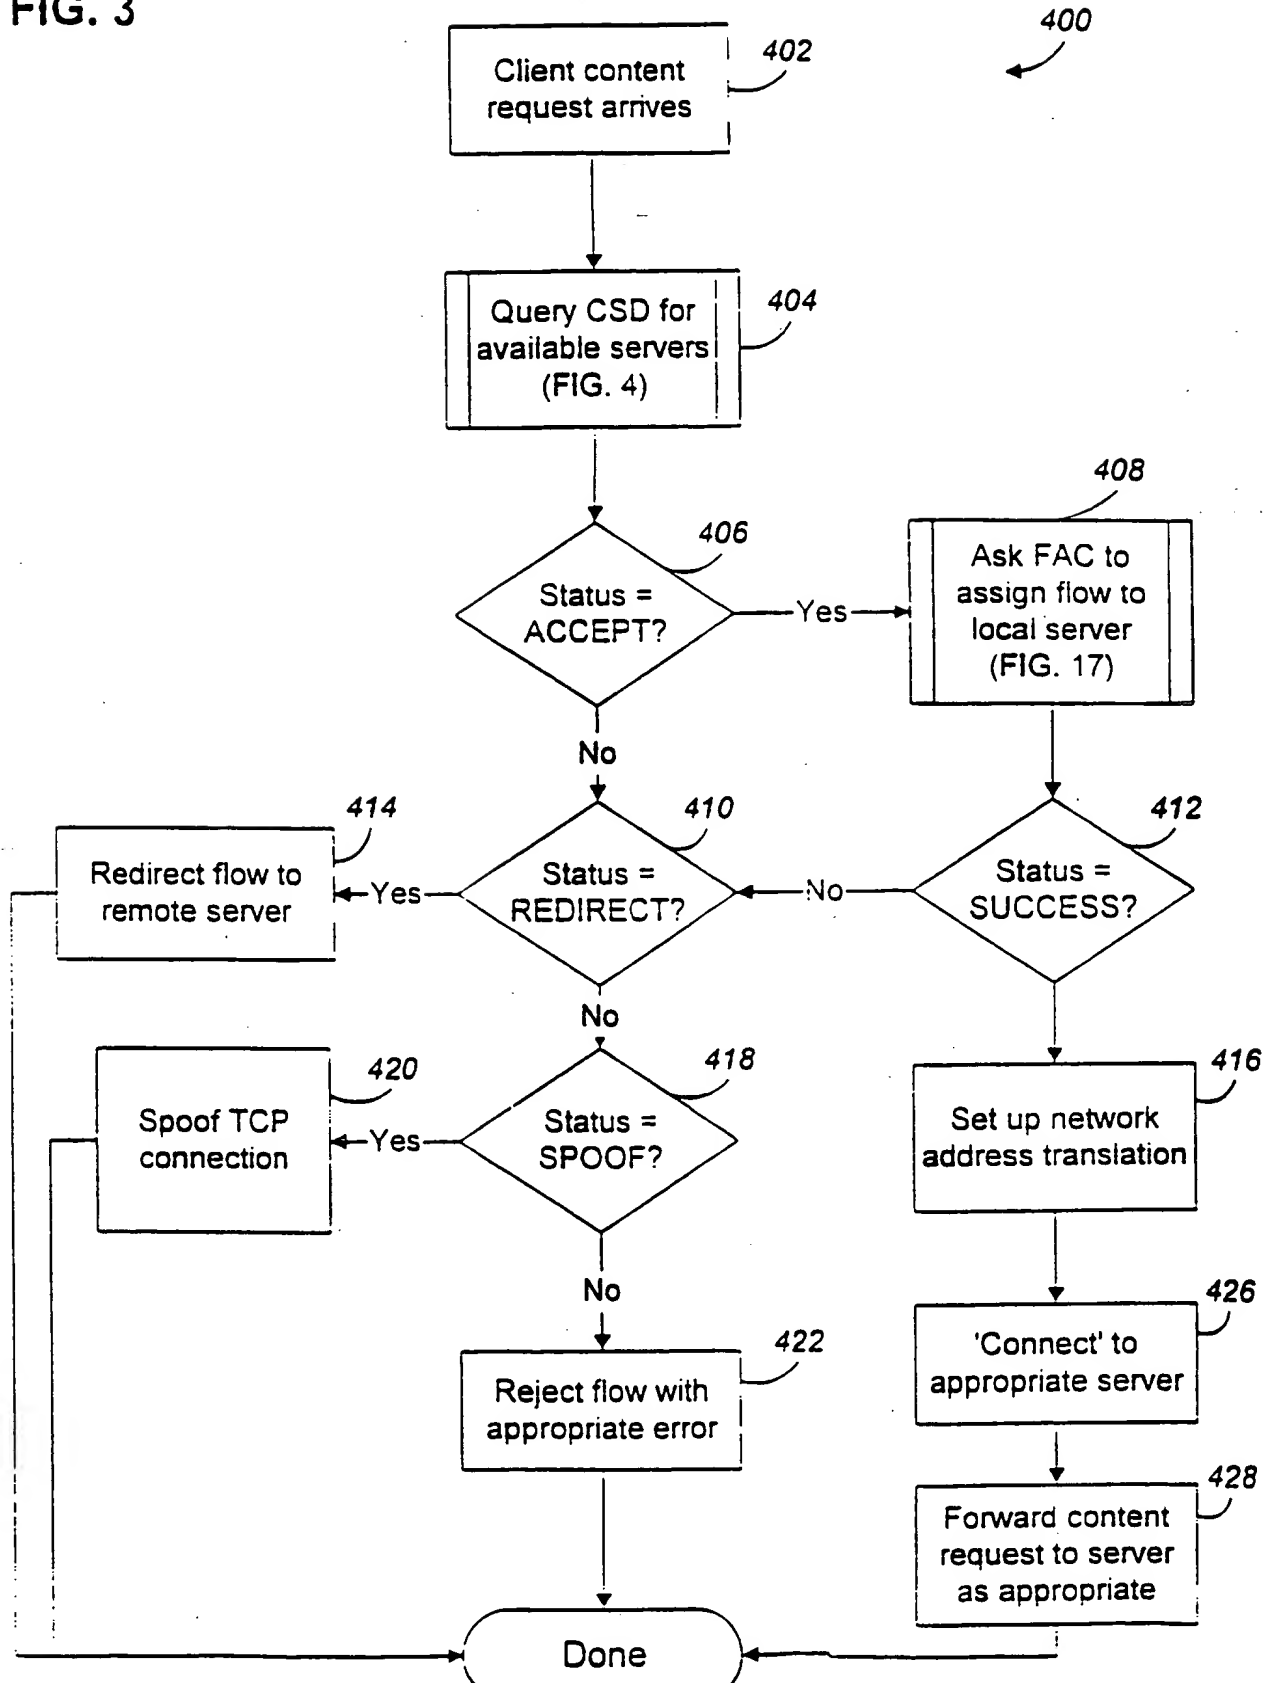 FIG. 3
400
Client content
request arrives
402
Query CSD for
available servers
(FIG. 4)
404
Status =
ACCEPT?
406
Yes
Ask FAC to
assign flow to
local server
(FIG. 17)
408
No
Status =
REDIRECT?
410
Yes
Redirect flow to
remote server
414
No
Status =
SUCCESS?
412
No
Status =
SPOOF?
418
Yes
Spoof TCP
connection
420
Set up network
address translation
416
No
Reject flow with
appropriate error
422
'Connect' to
appropriate server
426
Forward content
request to server
as appropriate
428
Done